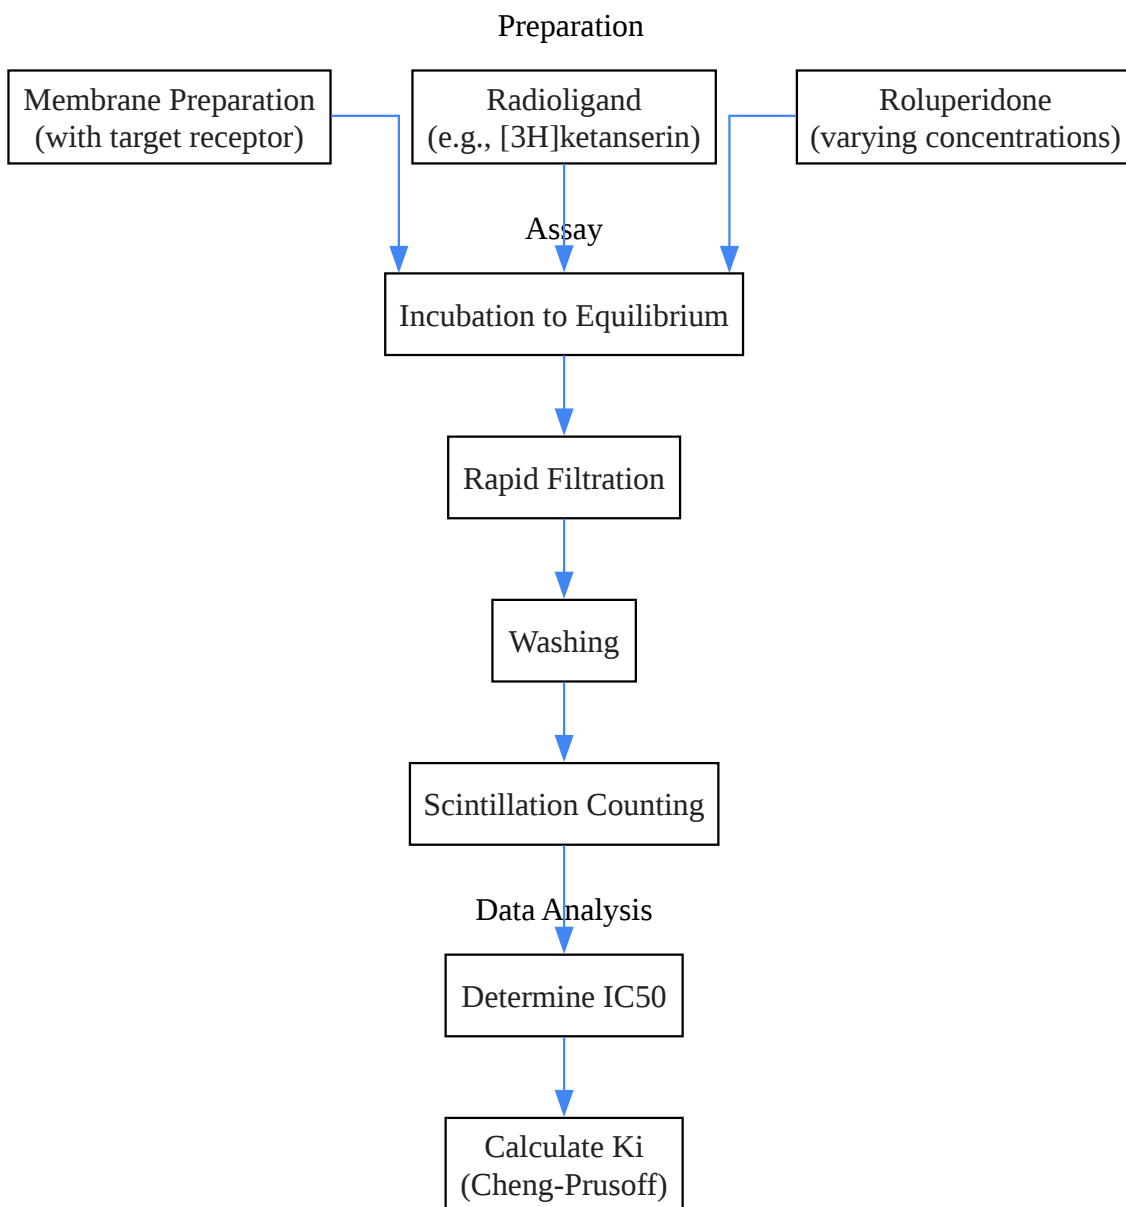 Preparation
Membrane Preparation
(with target receptor)
Radioligand
(e.g., [3H]ketanserin)
Roluperidone
(varying concentrations)
Assay
Incubation to Equilibrium
Rapid Filtration
Washing
Scintillation Counting
Data Analysis
Determine IC50
Calculate Ki
(Cheng-Prusoff)